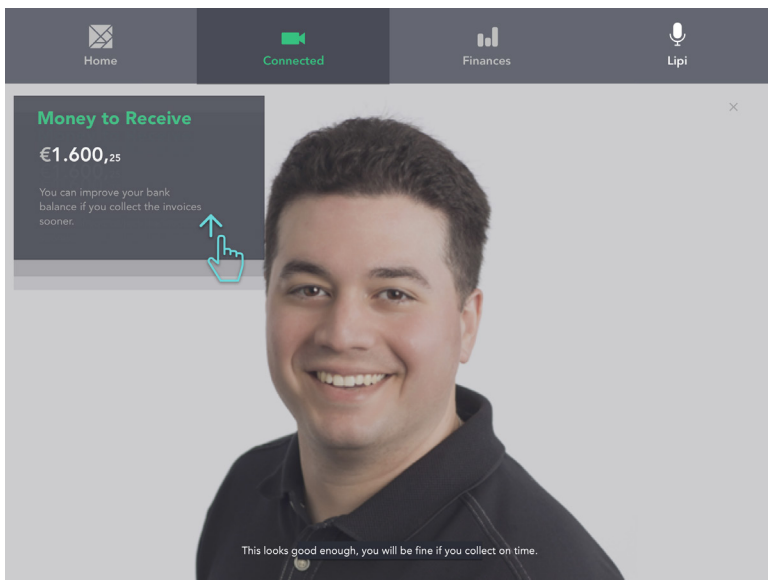 Home
Connected
Finances
Lipi
Money to Receive
€1.600,25
You can improve your bank
balance if you collect the invoices
sooner.
This looks good enough, you will be fine if you collect on time.